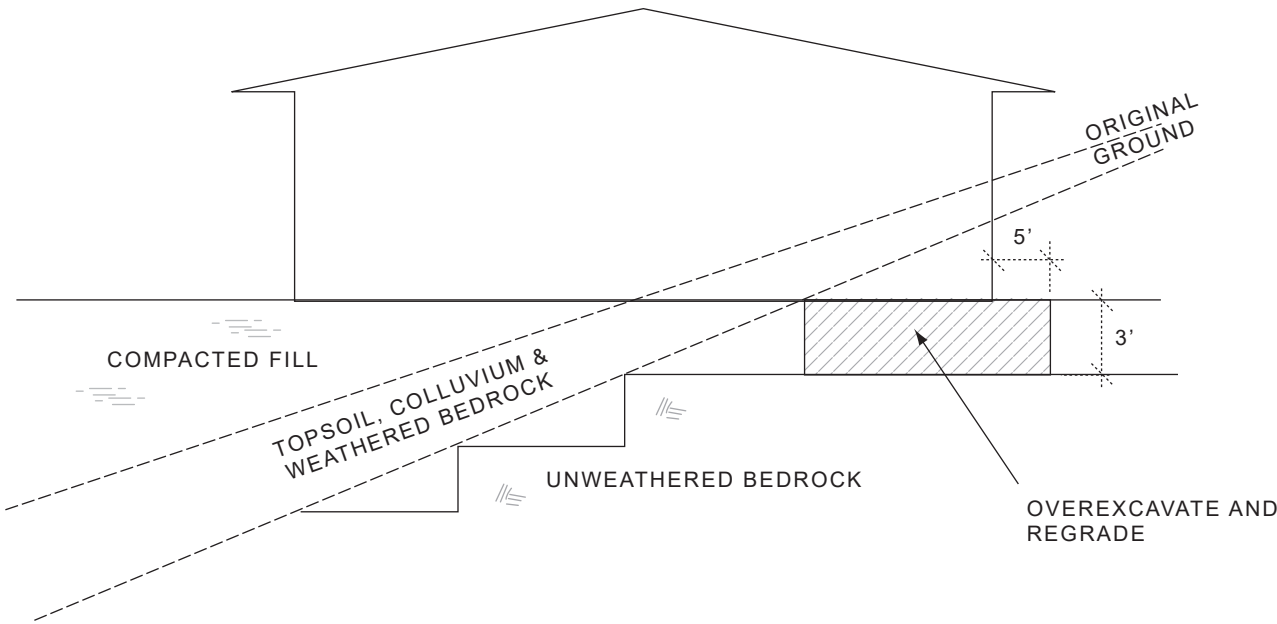 ORIGINAL
GROUND
5’
3’
COMPACTED FILL
TOPSOIL, COLLUVIUM &
WEATHERED BEDROCK
UNWEATHERED BEDROCK
OVEREXCAVATE AND
REGRADE